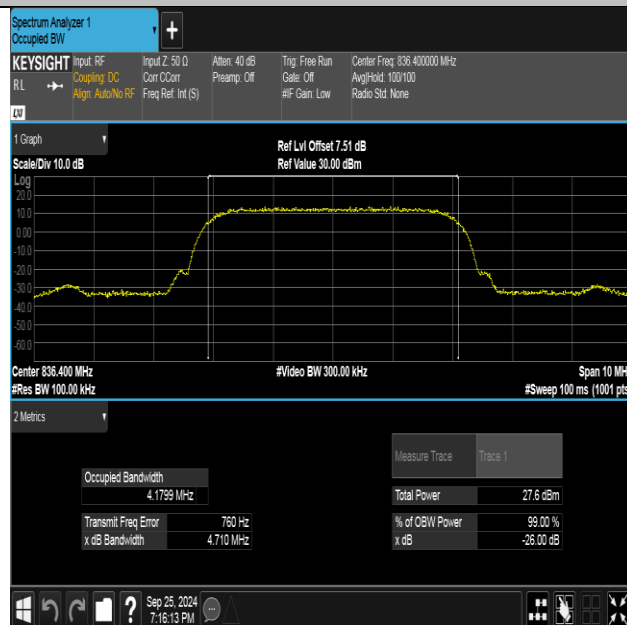 Spectrum Analyzer 1
Occupied BW
+
KEYSIGHT Input: RF Input Z: 50 Ω Atten: 40 dB Trig: Free Run Center Freq: 836.400000 MHz
RL Coupling: DC Corr CCorr Preamp: Off Gate: Off Avg|Hold: 100/100
Align: Auto/No RF Freq Ref: Int (S) #IF Gain: Low Radio Std: None
LXI
1 Graph
Ref Lvl Offset 7.51 dB
Scale/Div 10.0 dB Ref Value 30.00 dBm
Log
20.0
10.0
0.00
-10.0
-20.0
-30.0
-40.0
-50.0
-60.0
Center 836.400 MHz #Video BW 300.00 kHz Span 10 MH
#Res BW 100.00 kHz #Sweep 100 ms (1001 pts
2 Metrics
Measure Trace Trace 1
Occupied Bandwidth
4.1799 MHz Total Power 27.6 dBm
Transmit Freq Error 760 Hz % of OBW Power 99.00 %
x dB Bandwidth 4.710 MHz x dB -26.00 dB
? Sep 25, 2024
7:16:13 PM